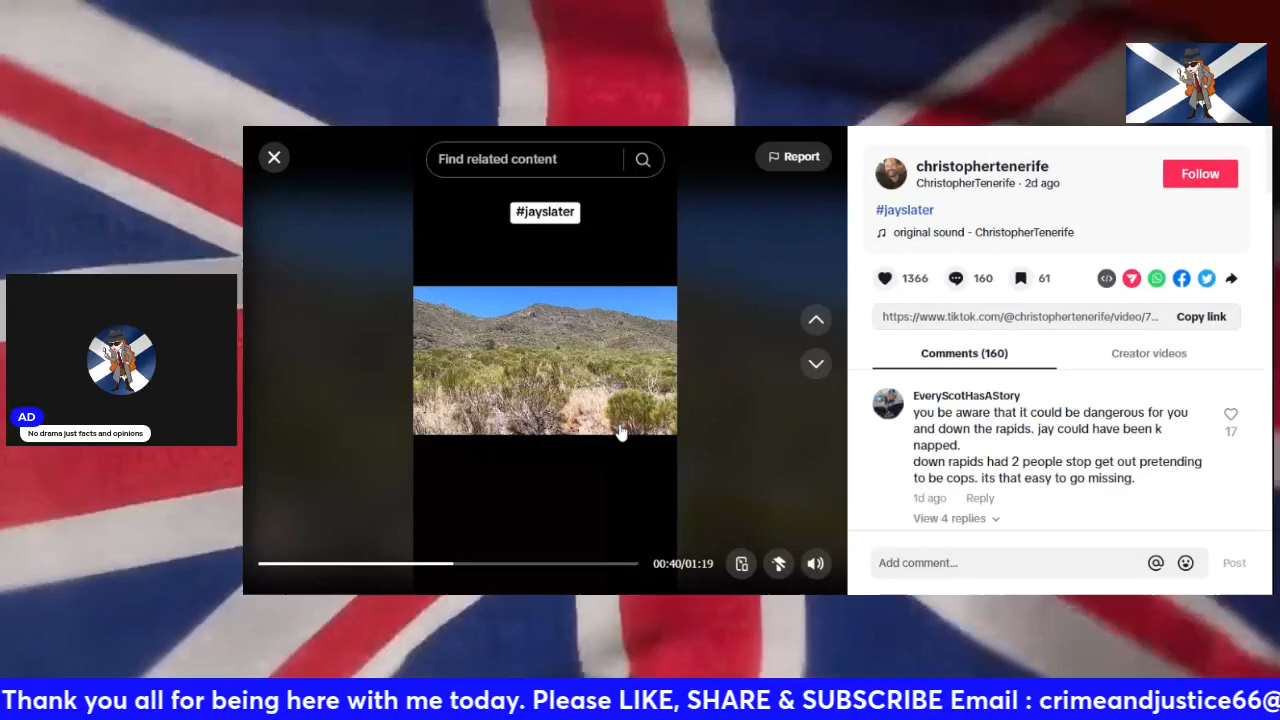 Find related content
Report
#jayslater
christophertenerife
ChristopherTenerife · 2d ago
Follow
#jayslater
original sound - ChristopherTenerife
1366
160
61
https://www.tiktok.com/@christophertenerife/video/7...
Copy link
Comments (160)
Creator videos
EveryScotHasAStory
you be aware that it could be dangerous for you
and down the rapids. jay could have been k
napped.
down rapids had 2 people stop get out pretending
to be cops. its that easy to go missing.
17
1d ago
Reply
View 4 replies
Add comment...
Post
00:40/01:19
AD
No drama just facts and opinions
Thank you all for being here with me today. Please LIKE, SHARE & SUBSCRIBE Email : crimeandjustice66@